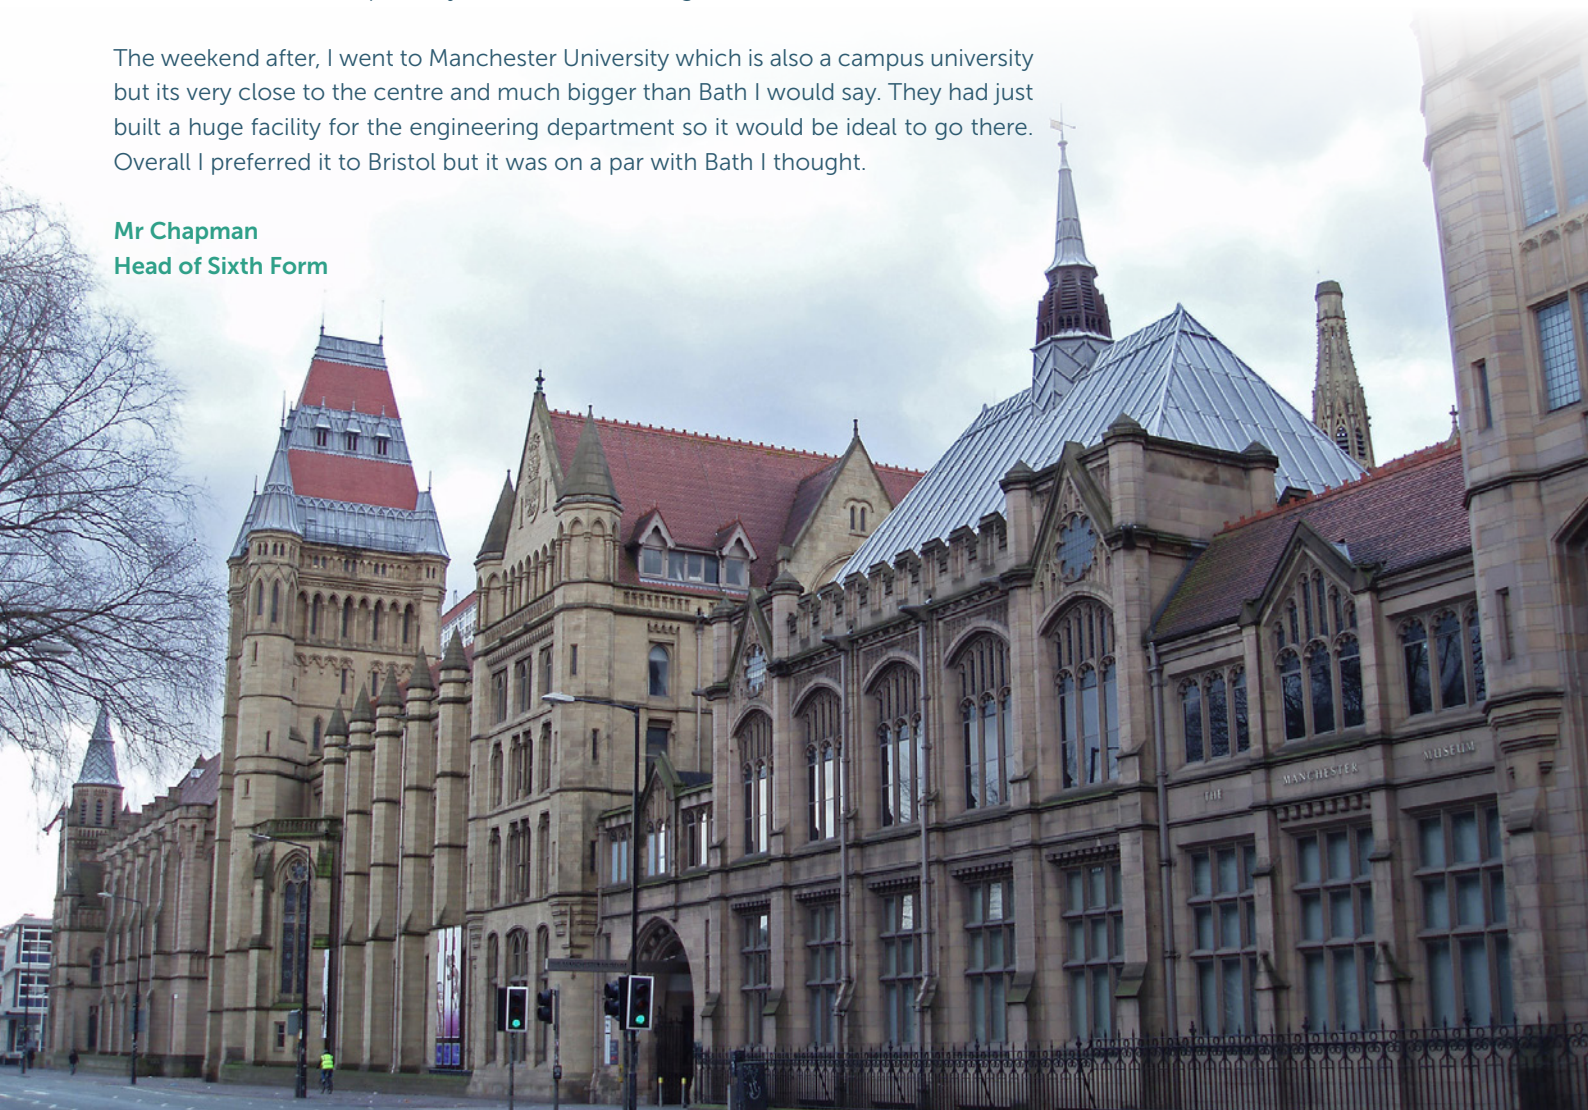 The weekend after, I went to Manchester University which is also a campus university
but its very close to the centre and much bigger than Bath I would say. They had just
built a huge facility for the engineering department so it would be ideal to go there.
Overall I preferred it to Bristol but it was on a par with Bath I thought.
Mr Chapman
Head of Sixth Form
THE MANCHESTER MUSEUM